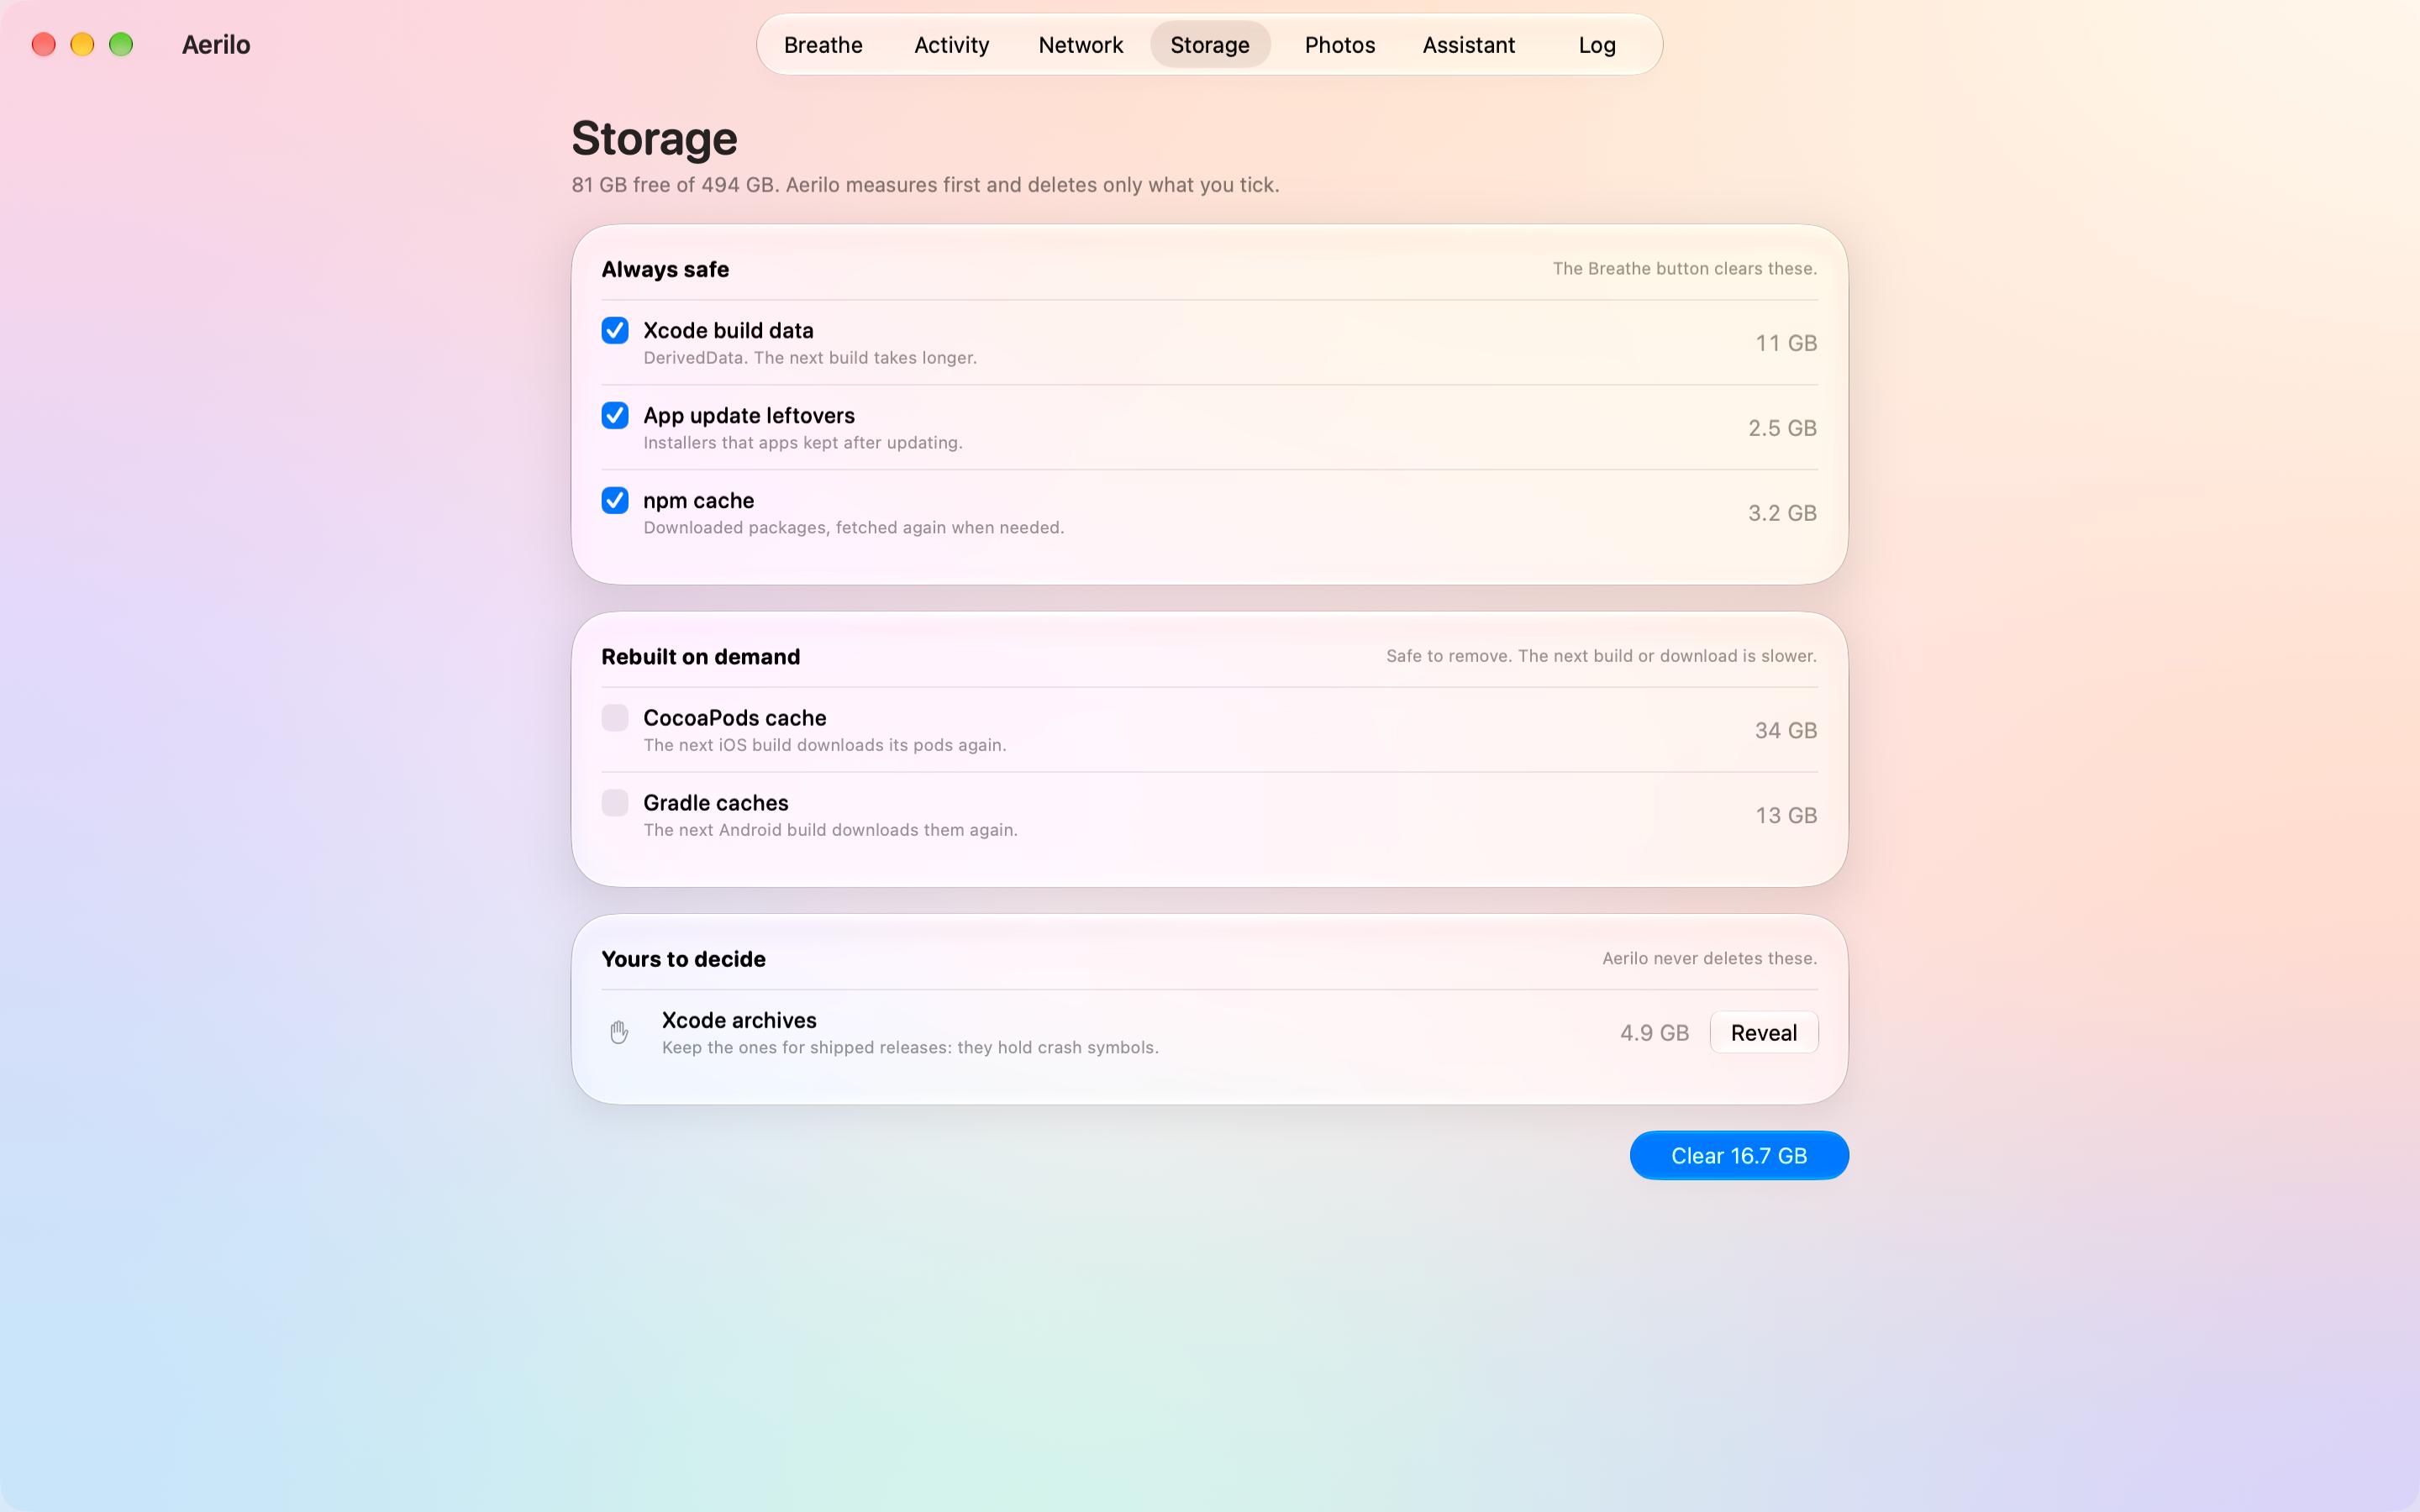 Aerilo
Breathe Activity Network Storage Photos Assistant Log
Storage
81 GB free of 494 GB. Aerilo measures first and deletes only what you tick.
Always safe
The Breathe button clears these.
Xcode build data
DerivedData. The next build takes longer.
11 GB
App update leftovers
Installers that apps kept after updating.
2.5 GB
npm cache
Downloaded packages, fetched again when needed.
3.2 GB
Rebuilt on demand
Safe to remove. The next build or download is slower.
CocoaPods cache
The next iOS build downloads its pods again.
34 GB
Gradle caches
The next Android build downloads them again.
13 GB
Yours to decide
Aerilo never deletes these.
Xcode archives
Keep the ones for shipped releases: they hold crash symbols.
4.9 GB
Reveal
Clear 16.7 GB